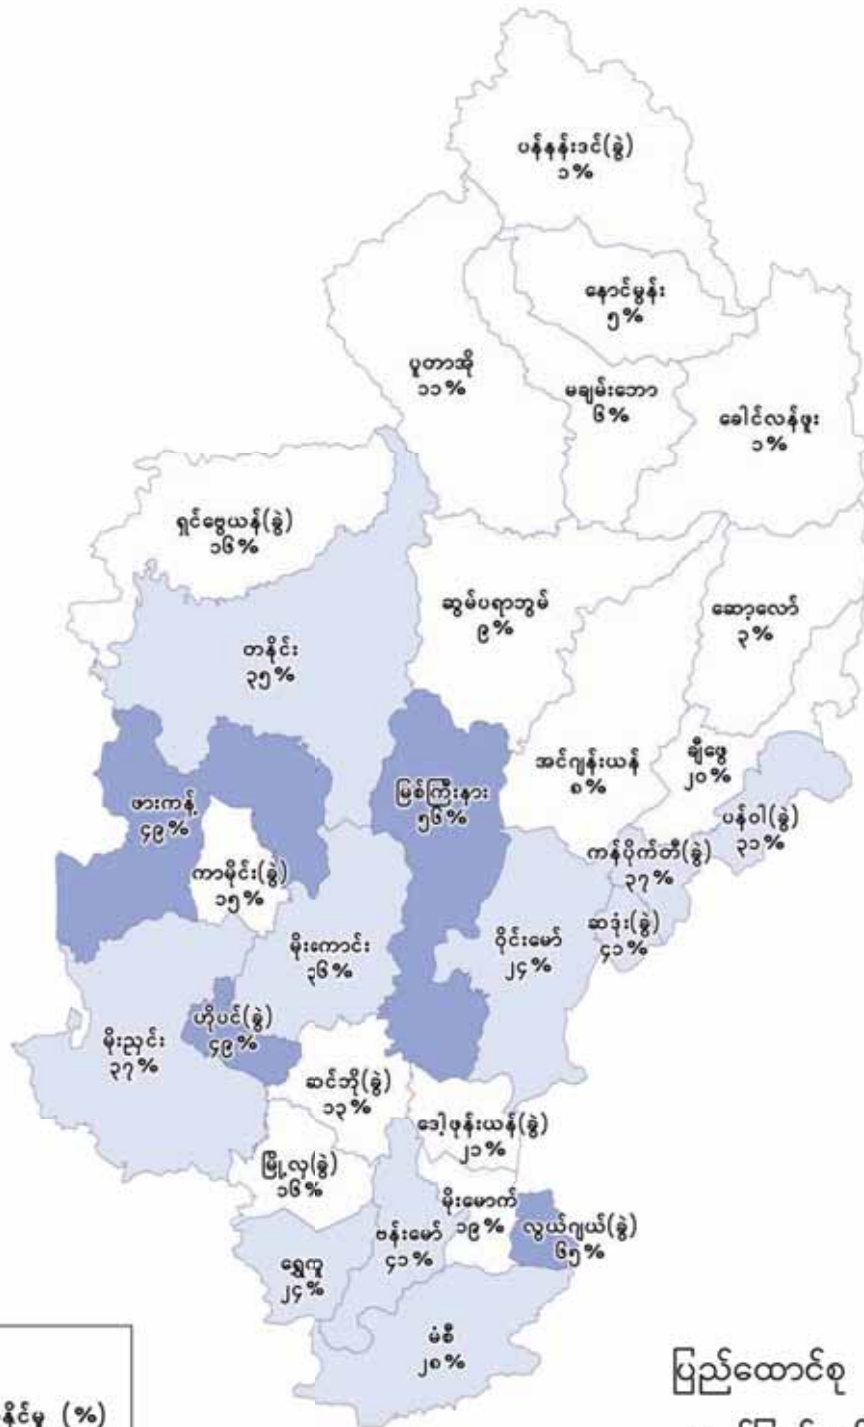 ပန်နန်းဒင်(ခွဲ)
၁%
နောင်မွန်း
၅%
ပူတာအို
၁၁%
မချမ်းဘော
၆%
ခေါင်လန်ဖူး
၁%
ရှင်ဗွေယန်(ခွဲ)
၁၆%
ဆွမ်ပရာဘွမ်
၉%
ဆော့လော်
၃%
တနိုင်း
၃၅%
အင်ဂျန်းယန်
၈%
ချီဖွေ
၂၀%
ဖားကန့်
၄၉%
မြစ်ကြီးနား
၅၆%
ပန်ဝါ(ခွဲ)
၃၁%
ကန်ပိုက်တီ(ခွဲ)
၃၇%
ကာမိုင်း(ခွဲ)
၁၅%
ဆဒုံး(ခွဲ)
၄၁%
မိုးကောင်း
၃၆%
ဝိုင်းမော်
၂၄%
ဟိုပင်(ခွဲ)
၄၉%
မိုးညှင်း
၃၇%
ဆင်ဘို(ခွဲ)
၁၃%
ဒေါ့ဖုန်းယန်(ခွဲ)
၂၁%
မြို့လှ(ခွဲ)
၁၆%
မိုးမောက်
၁၉%
လွယ်ဂျယ်(ခွဲ)
၆၅%
ဗန်းမော်
၄၁%
ရွှေကူ
၂၄%
မံစီ
၂၈%
ပြည်ထောင်စု
နိုင်မှု (%)